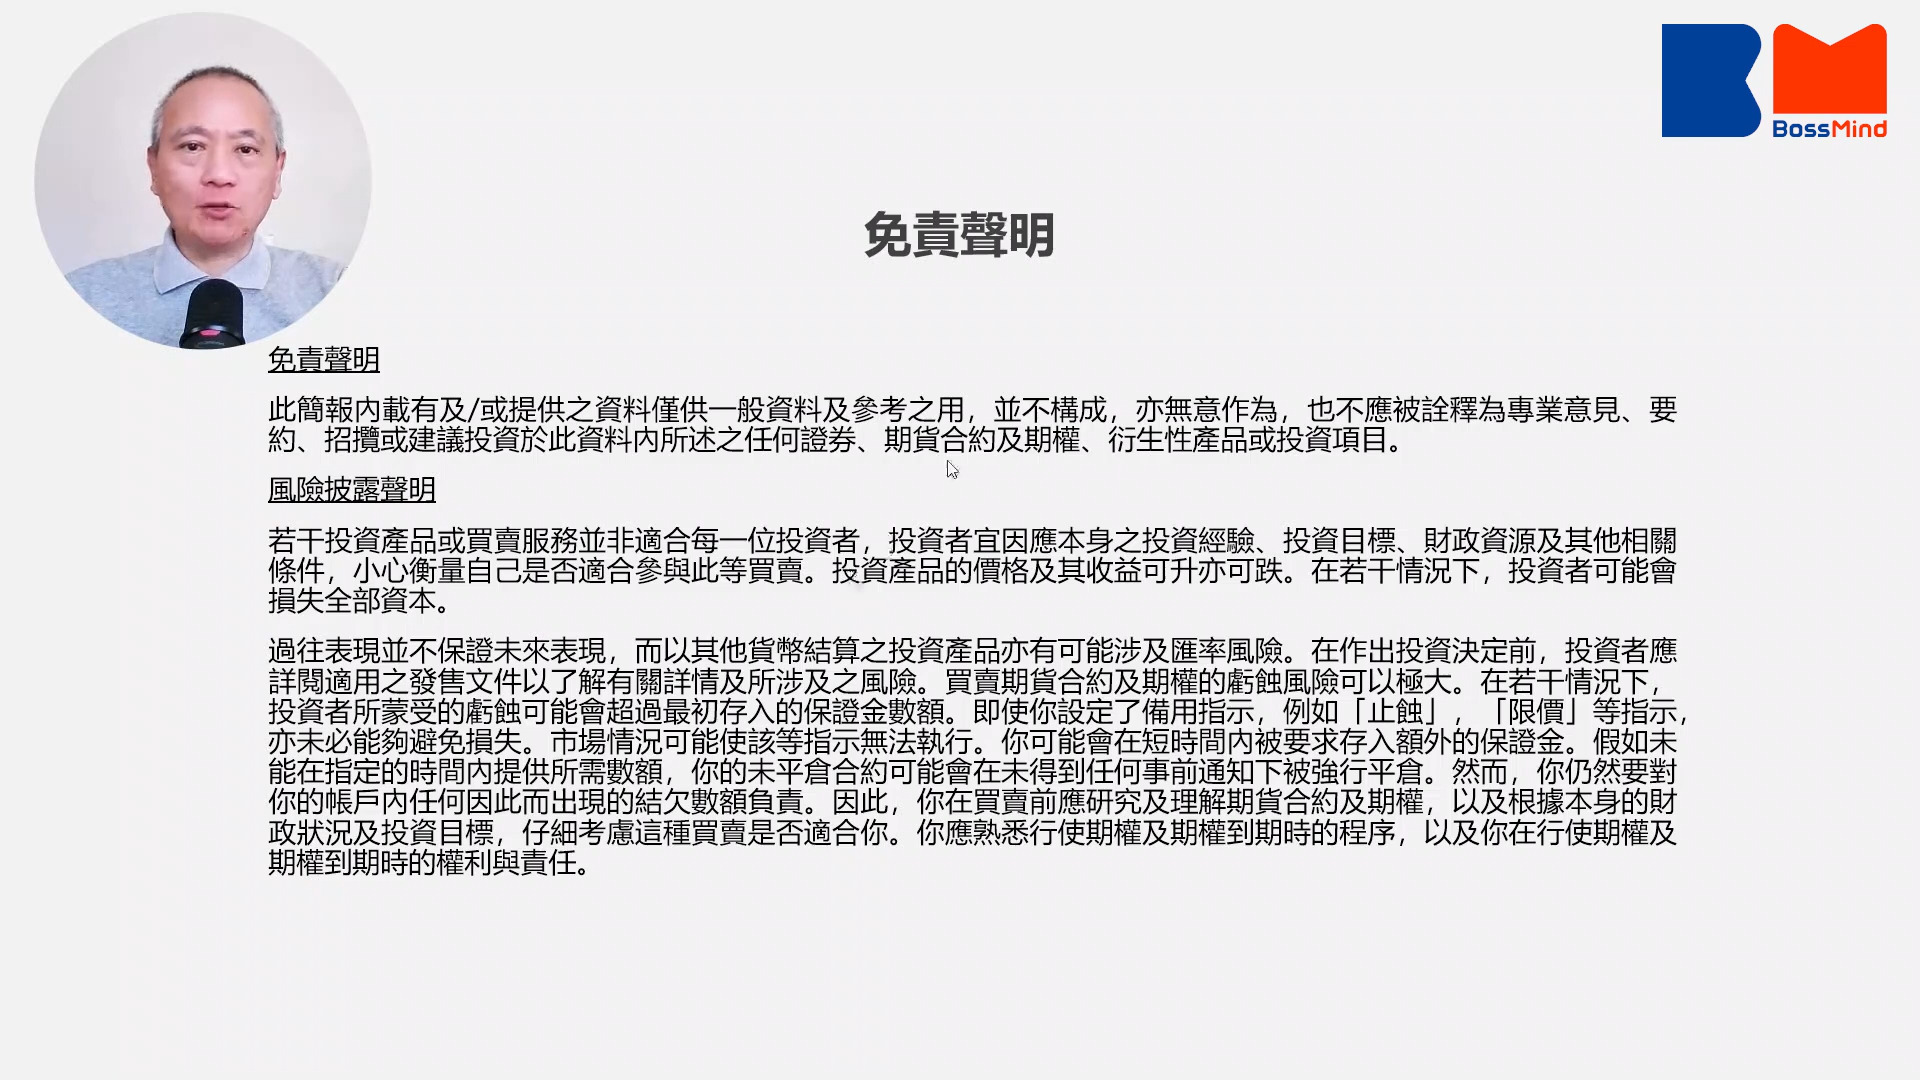 BossMind
免責聲明
免責聲明
此簡報內載有及/或提供之資料僅供一般資料及參考之用，並不構成，亦無意作為，也不應被詮釋為專業意見、要
約、招攬或建議投資於此資料內所述之任何證券、期貨合約及期權、衍生性產品或投資項目。
風險披露聲明
若干投資產品或買賣服務並非適合每一位投資者，投資者宜因應本身之投資經驗、投資目標、財政資源及其他相關
條件，小心衡量自己是否適合參與此等買賣。投資產品的價格及其收益可升亦可跌。在若干情況下，投資者可能會
損失全部資本。
過往表現並不保證未來表現，而以其他貨幣結算之投資產品亦有可能涉及匯率風險。在作出投資決定前，投資者應
詳閱適用之發售文件以了解有關詳情及所涉及之風險。買賣期貨合約及期權的虧蝕風險可以極大。在若干情況下，
投資者所蒙受的虧蝕可能會超過最初存入的保證金數額。即使你設定了備用指示，例如「止蝕」，「限價」等指示，
亦未必能夠避免損失。市場情況可能使該等指示無法執行。你可能會在短時間內被要求存入額外的保證金。假如未
能在指定的時間內提供所需數額，你的未平倉合約可能會在未得到任何事前通知下被強行平倉。然而，你仍然要對
你的帳戶內任何因此而出現的結欠數額負責。因此，你在買賣前應研究及理解期貨合約及期權，以及根據本身的財
政狀況及投資目標，仔細考慮這種買賣是否適合你。你應熟悉行使期權及期權到期時的程序，以及你在行使期權及
期權到期時的權利與責任。